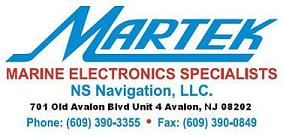 MARTEK
MARINE ELECTRONICS SPECIALISTS
NS Navigation, LLC.
701 Old Avalon Blvd Unit 4 Avalon, NJ 08202
Phone: (609) 390-3355 • Fax: (609) 390-0849